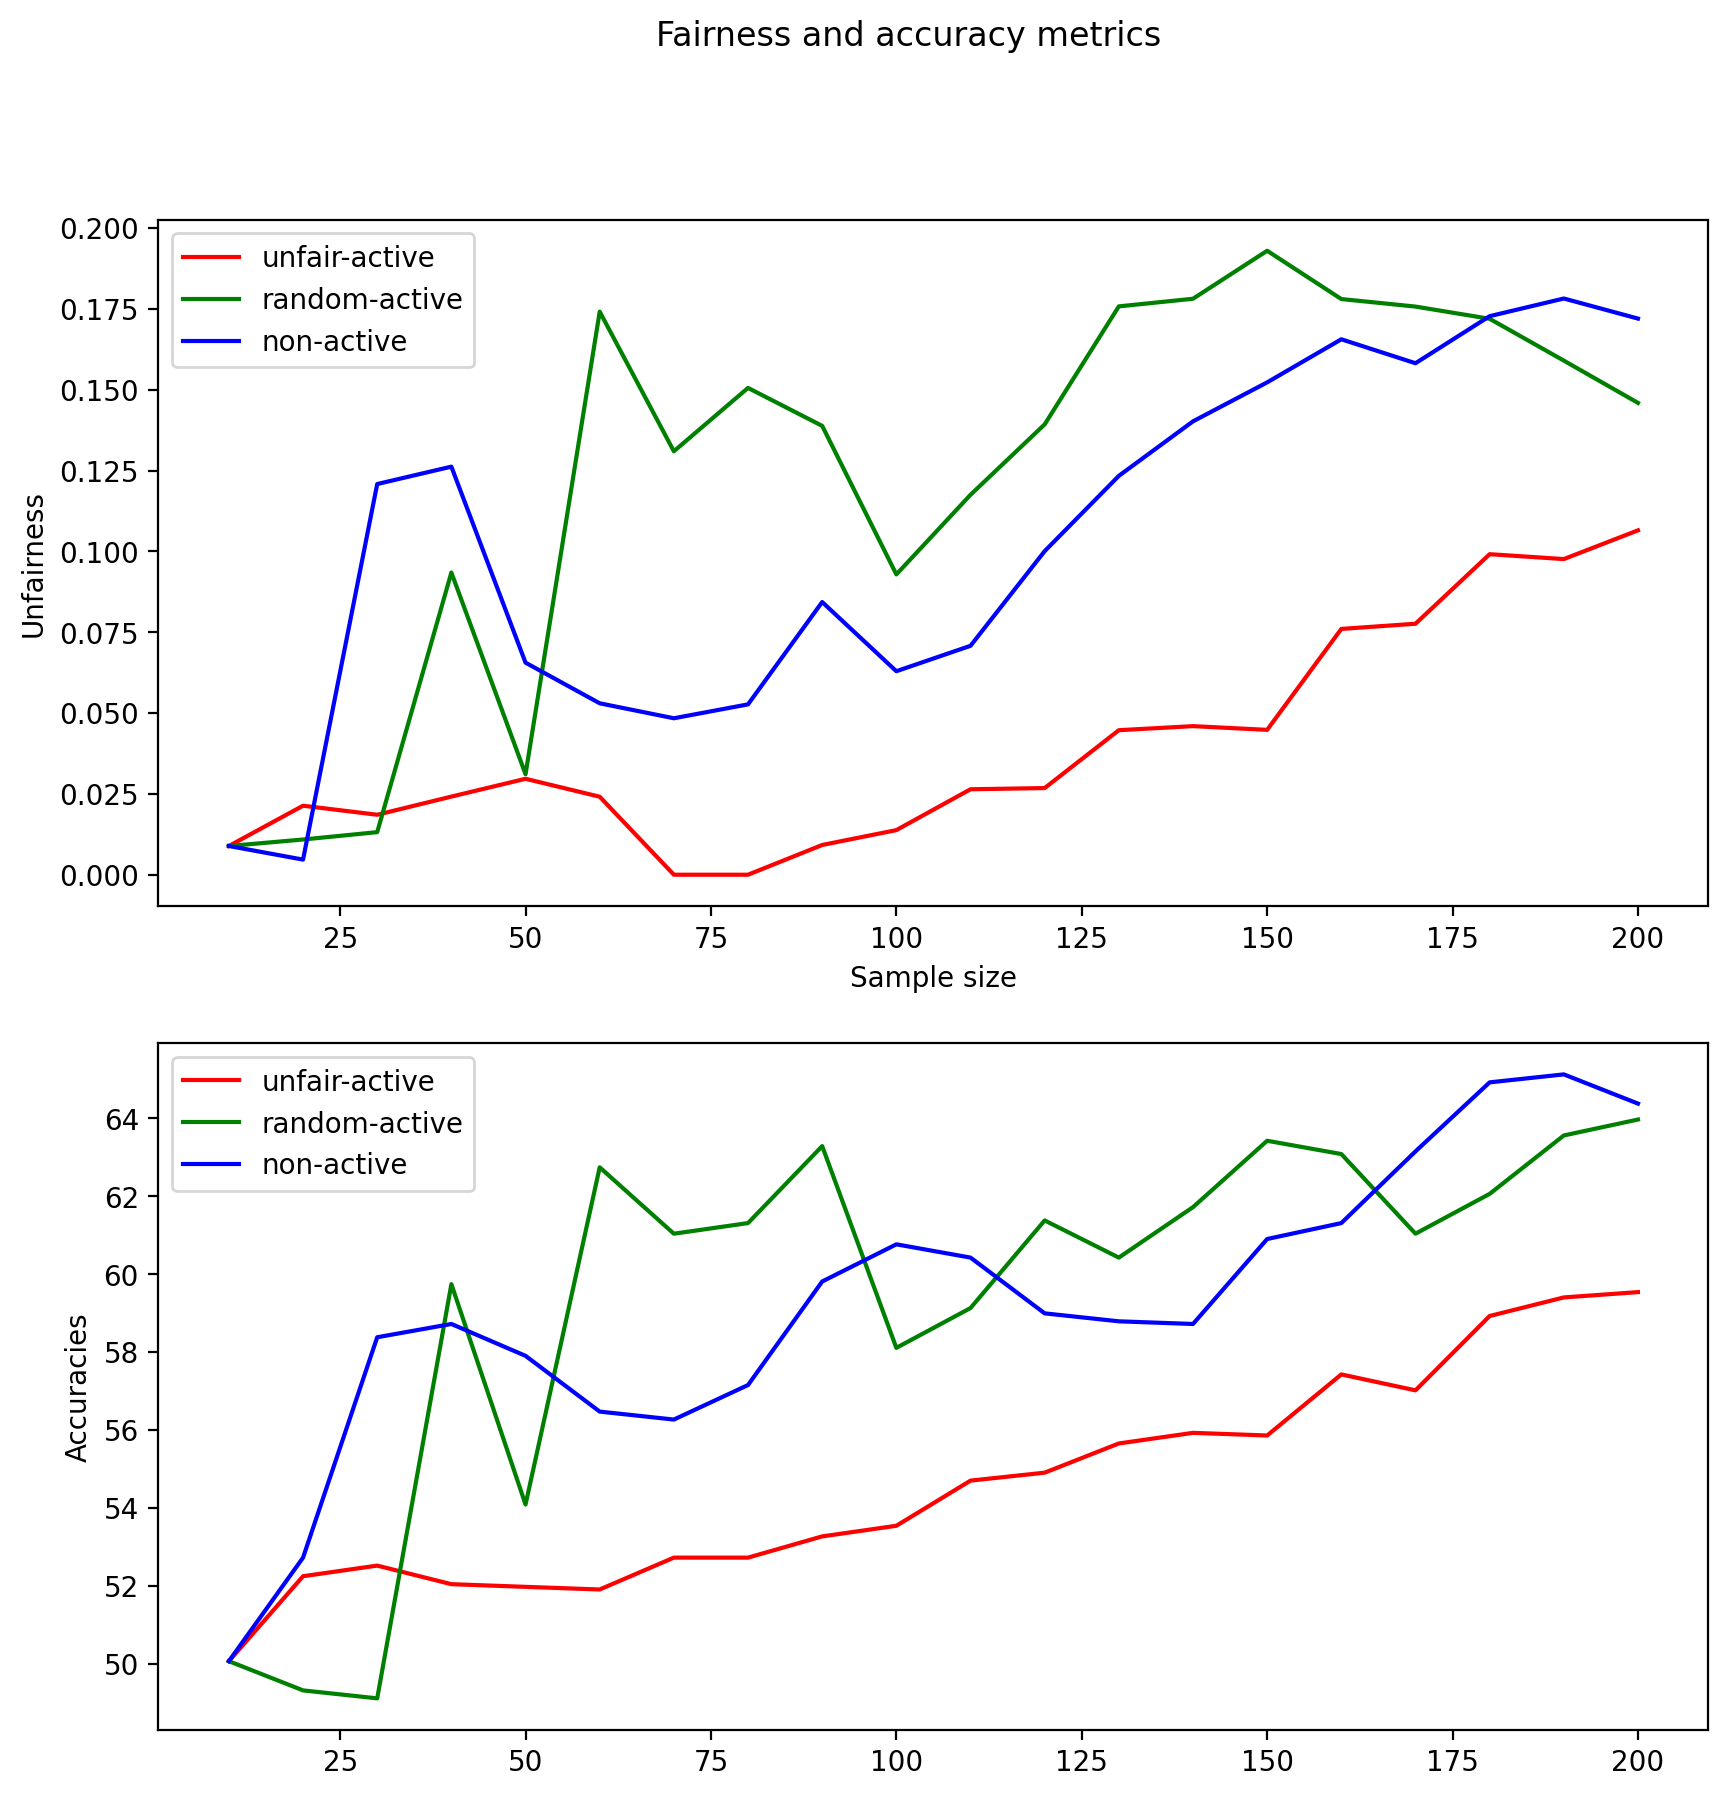 Fairness and accuracy metrics
0.200
0.175
0.150
0.125
0.100
0.075
0.050
0.025
0.000
Unfairness
unfair-active
random-active
non-active
25 50 75 100 125 150 175 200
Sample size
64
62
60
58
56
54
52
50
Accuracies
unfair-active
random-active
non-active
25 50 75 100 125 150 175 200